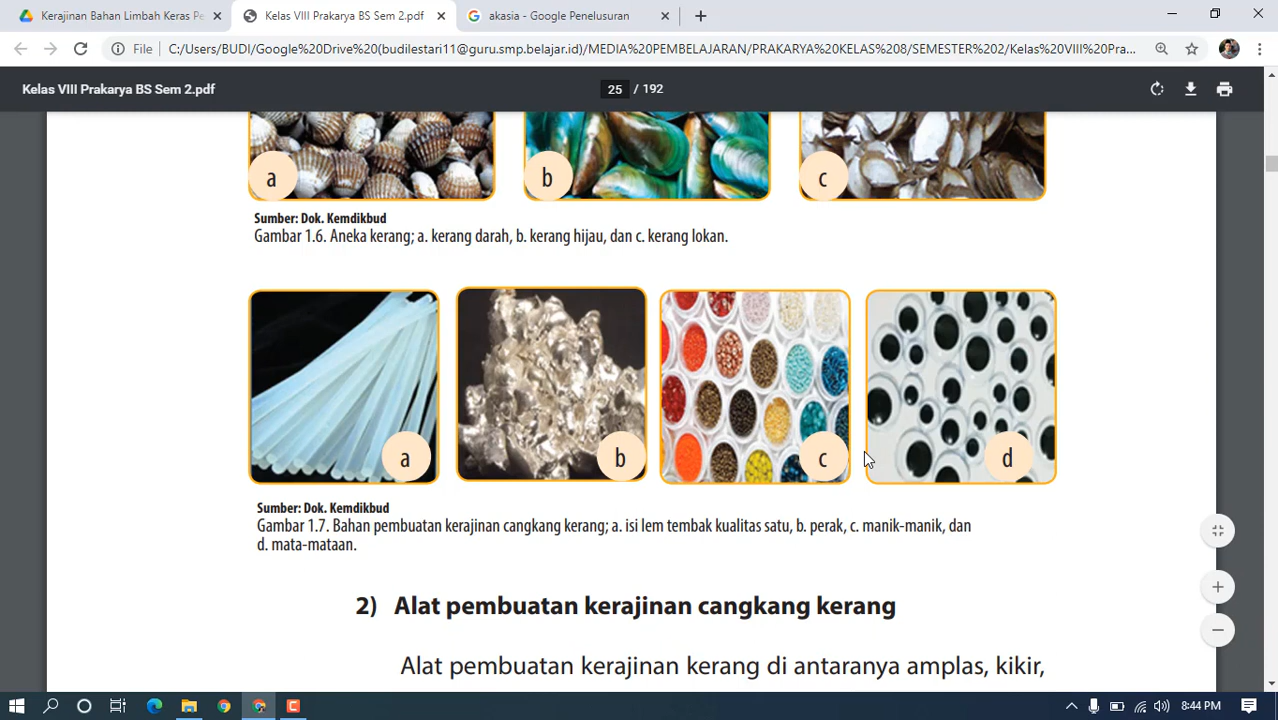 Kerajinan Bahan Limbah Keras Pe
Kelas VIII Prakarya BS Sem 2.pdf
akasia - Google Penelusuran
File
C:/Users/BUDI/Google%20Drive%20(budilestari11@guru.smp.belajar.id)/MEDIA%20PEMBELAJARAN/PRAKARYA%20KELAS%208/SEMESTER%202/Kelas%20VIII%20Pra...
Kelas VIII Prakarya BS Sem 2.pdf
25 / 192
a
b
c
Sumber: Dok. Kemdikbud
Gambar 1.6. Aneka kerang; a. kerang darah, b. kerang hijau, dan c. kerang lokan.
a
b
c
d
Sumber: Dok. Kemdikbud
Gambar 1.7. Bahan pembuatan kerajinan cangkang kerang; a. isi lem tembak kualitas satu, b. perak, c. manik-manik, dan
d. mata-mataan.
2) Alat pembuatan kerajinan cangkang kerang
Alat pembuatan kerajinan kerang di antaranya amplas, kikir,
8:44 PM